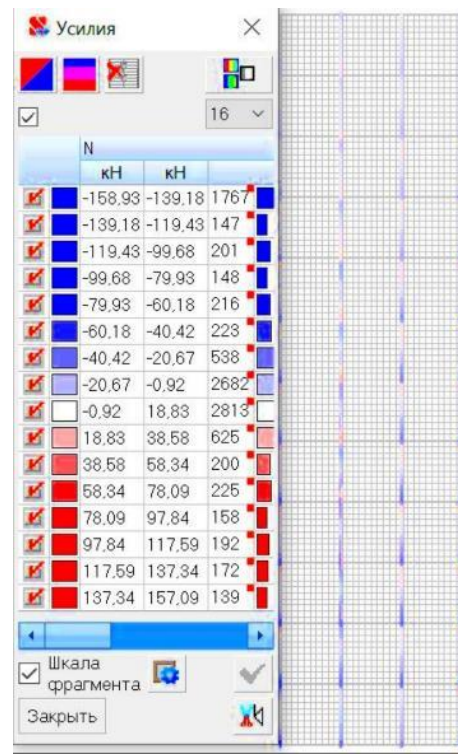 Усилия
16
N
кН кН
-158,93 -139,18 1767
-139,18 -119,43 147
-119,43 -99,68 201
-99,68 -79,93 148
-79,93 -60,18 216
-60,18 -40,42 223
-40,42 -20,67 538
-20,67 -0,92 2682
-0,92 18,83 2813
18,83 38,58 625
38,58 58,34 200
58,34 78,09 225
78,09 97,84 158
97,84 117,59 192
117,59 137,34 172
137,34 157,09 139
Шкала
фрагмента
Закрыть